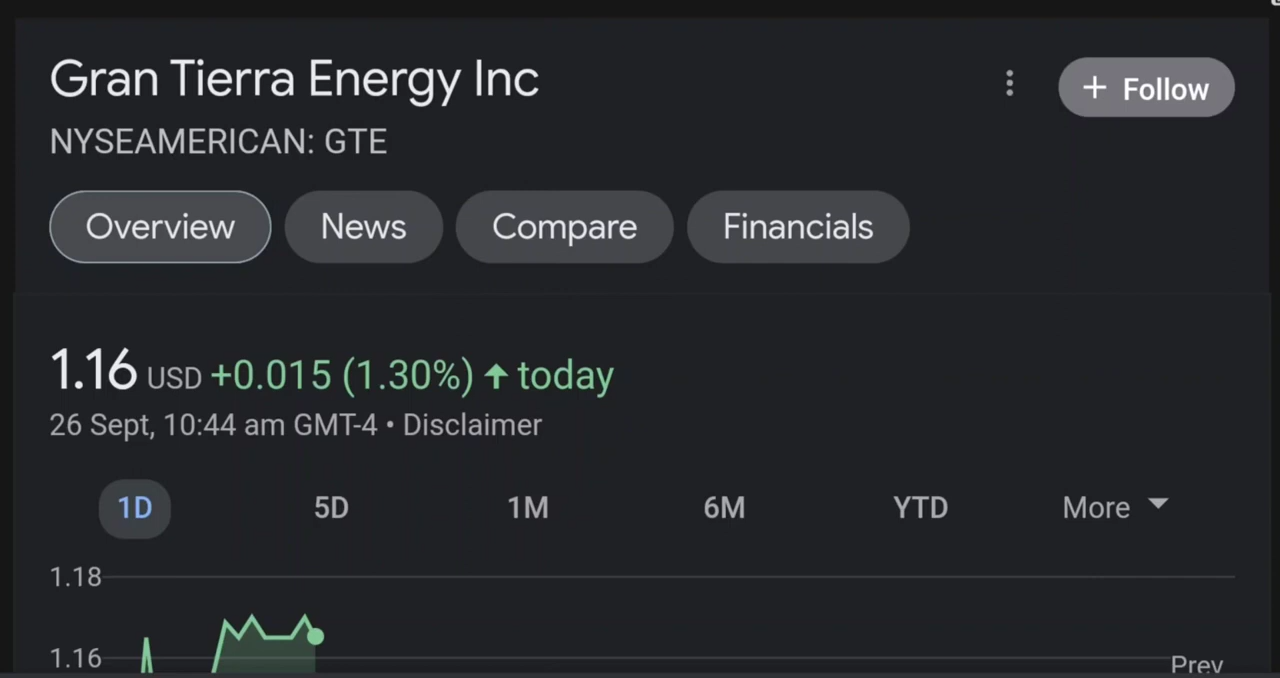 Gran Tierra Energy Inc
+ Follow
NYSEAMERICAN: GTE
Overview News Compare Financials
1.16 USD +0.015 (1.30%) ↑ today
26 Sept, 10:44 am GMT-4 • Disclaimer
1D 5D 1M 6M YTD More
1.18
1.16
Prev